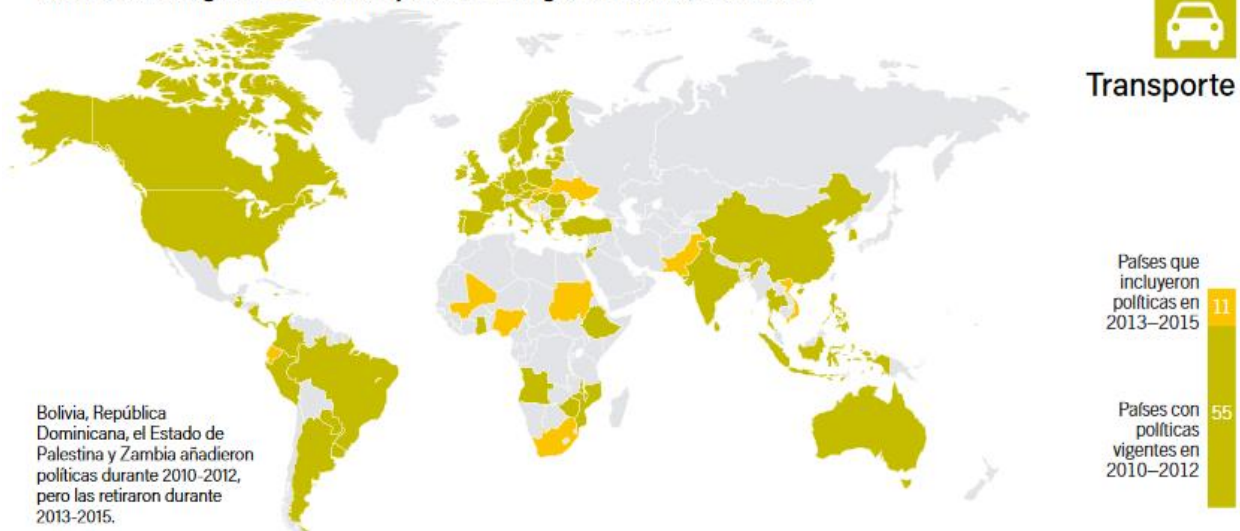 Transporte
Países que
incluyeron
políticas en
2013–2015
11
Países con
políticas
vigentes en
2010–2012
55
Bolivia, República
Dominicana, el Estado de
Palestina y Zambia añadieron
políticas durante 2010-2012,
pero las retiraron durante
2013-2015.